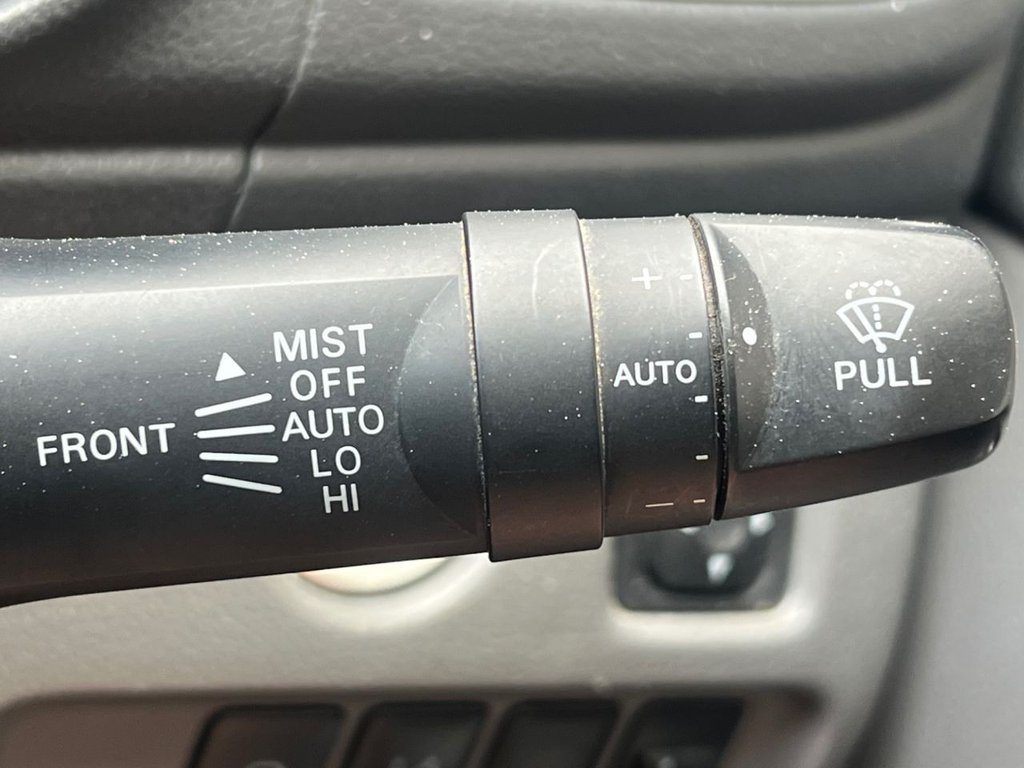 MIST
OFF
FRONT AUTO
LO
HI
+
AUTO
—
PULL